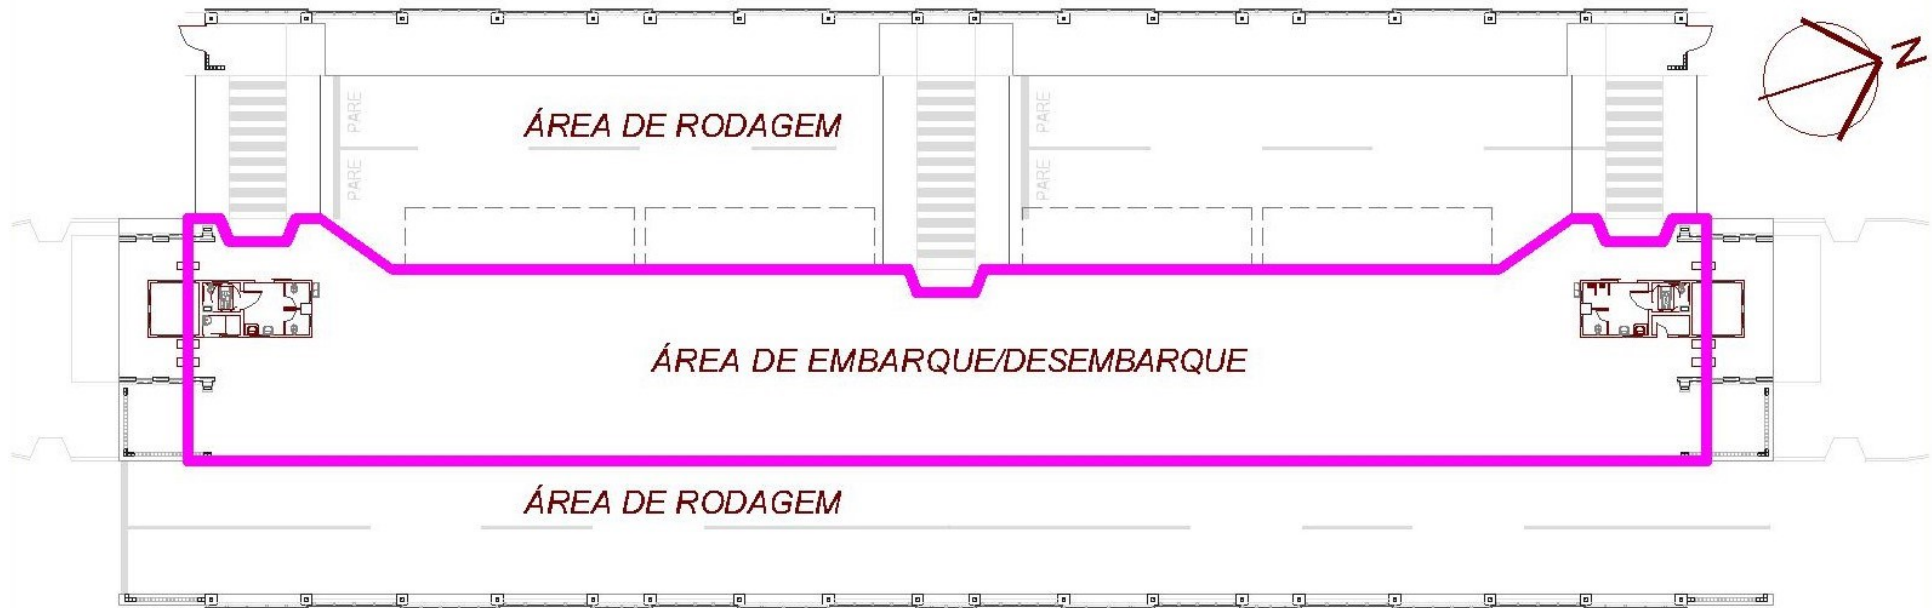 N
ÁREA DE RODAGEM
PARE
PARE
PARE
PARE
ÁREA DE EMBARQUE/DESEMBARQUE
ÁREA DE RODAGEM